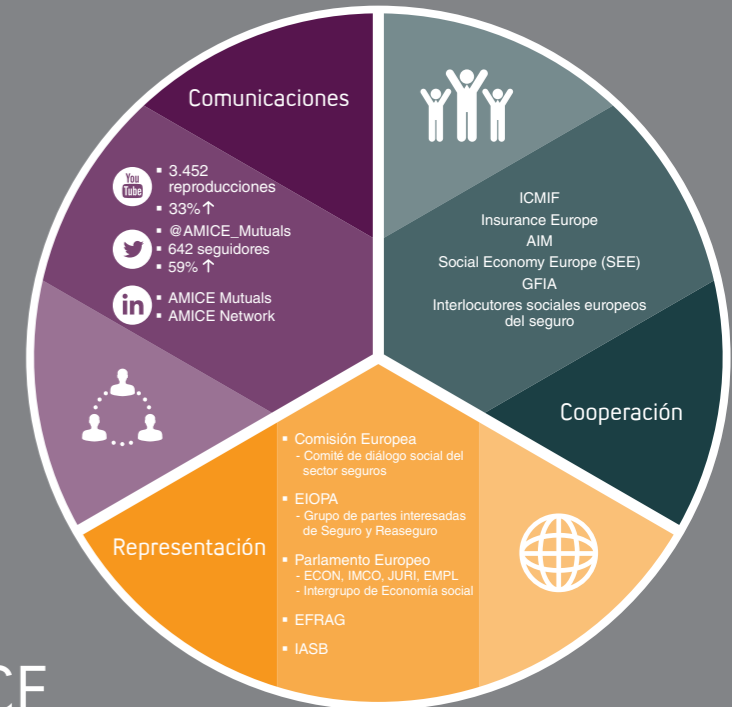 Comunicaciones
You
Tube
▪ 3.452
reproducciones
▪ 33% ↑
▪ @AMICE_Mutuals
▪ 642 seguidores
▪ 59% ↑
in
▪ AMICE Mutuals
▪ AMICE Network
ICMIF
Insurance Europe
AIM
Social Economy Europe (SEE)
GFIA
Interlocutores sociales europeos
del seguro
Cooperación
Representación
▪ Comisión Europea
- Comité de diálogo social del
sector seguros
▪ EIOPA
- Grupo de partes interesadas
de Seguro y Reaseguro
▪ Parlamento Europeo
- ECON, IMCO, JURI, EMPL
- Intergrupo de Economía social
▪ EFRAG
▪ IASB
CE